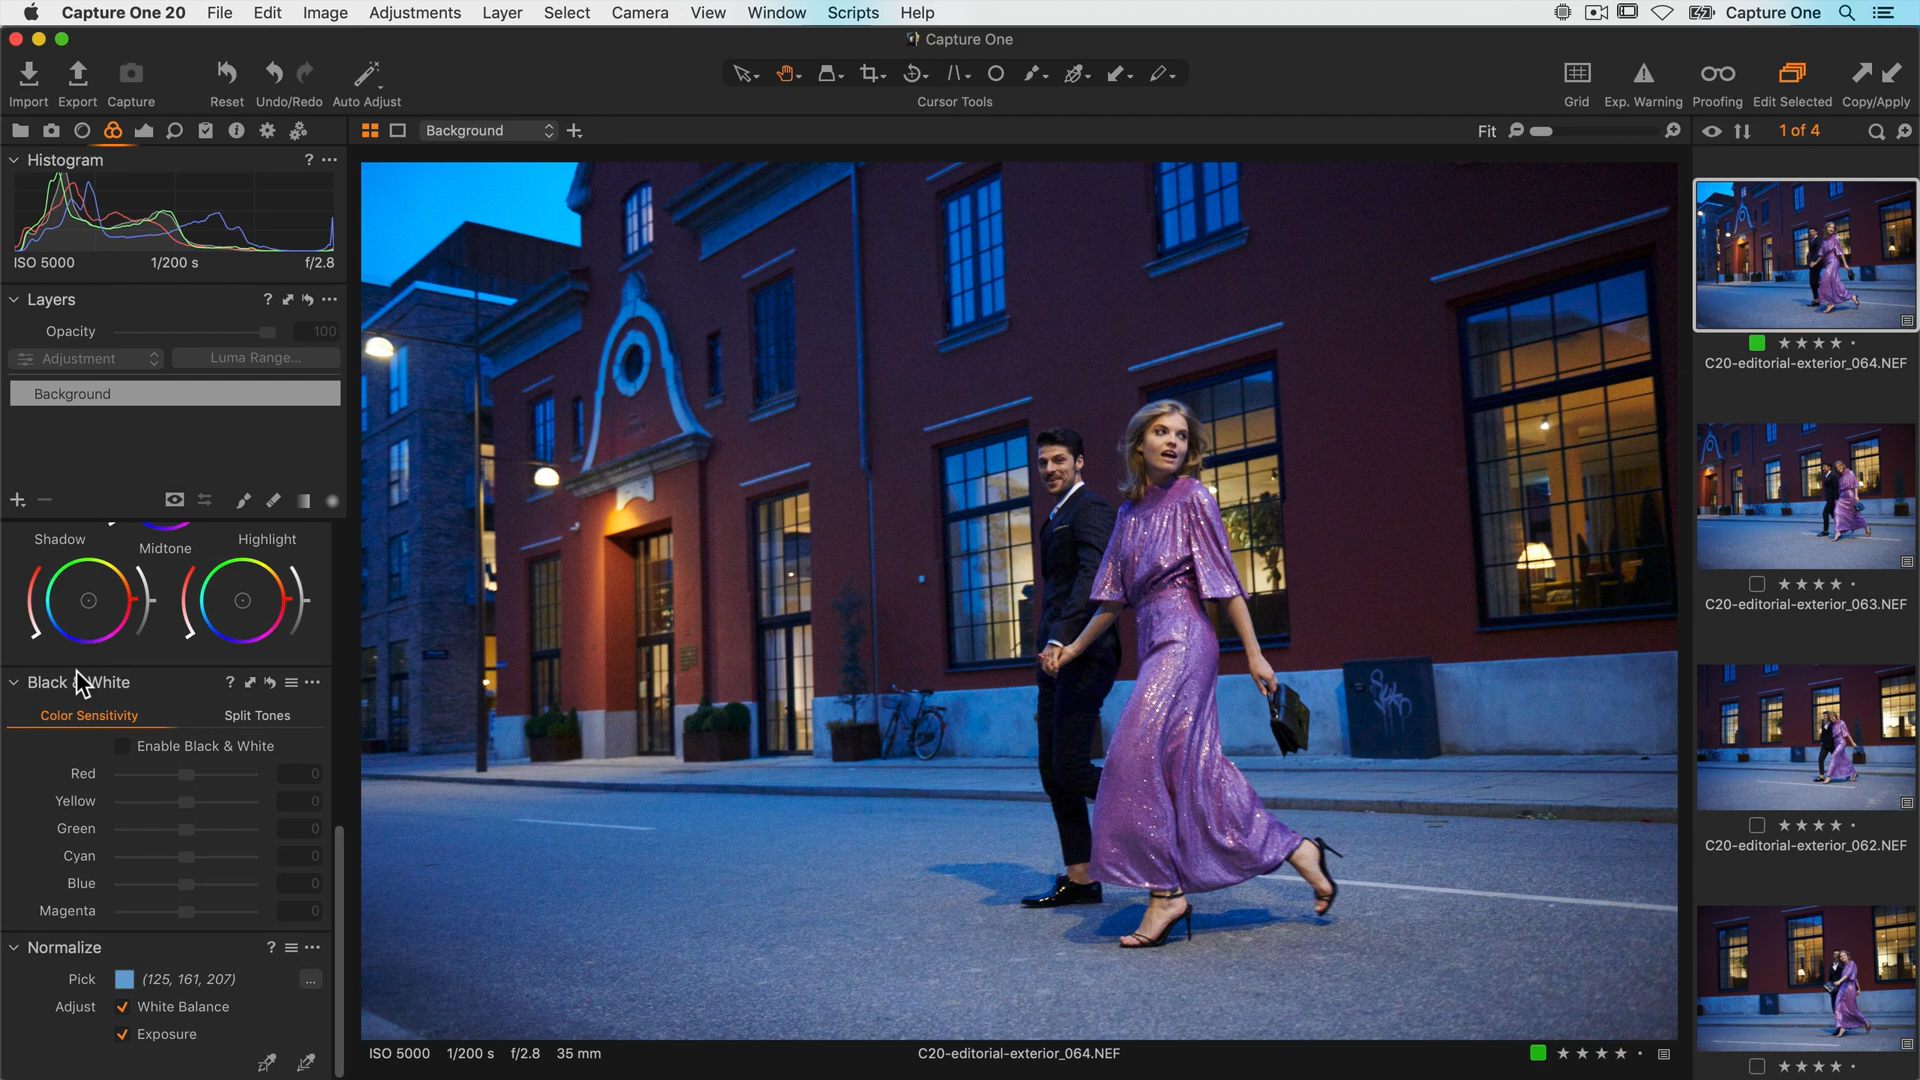 Capture One 20 File Edit Image Adjustments Layer Select Camera View Window Scripts Help Capture One
Capture One
Import Export Capture Reset Undo/Redo Auto Adjust Cursor Tools Grid Exp. Warning Proofing Edit Selected Copy/Apply
Background Fit 1 of 4
Histogram ?
ISO 5000 1/200 s f/2.8
Layers ?
Opacity 100
Adjustment Luma Range...
Background
Shadow Midtone Highlight
Black & White ?
Color Sensitivity Split Tones
Enable Black & White
Red 0
Yellow 0
Green 0
Cyan 0
Blue 0
Magenta 0
Normalize ?
Pick (125, 161, 207) ...
Adjust White Balance
Exposure
ISO 5000 1/200 s f/2.8 35 mm C20-editorial-exterior_064.NEF
C20-editorial-exterior_064.NEF
C20-editorial-exterior_063.NEF
C20-editorial-exterior_062.NEF